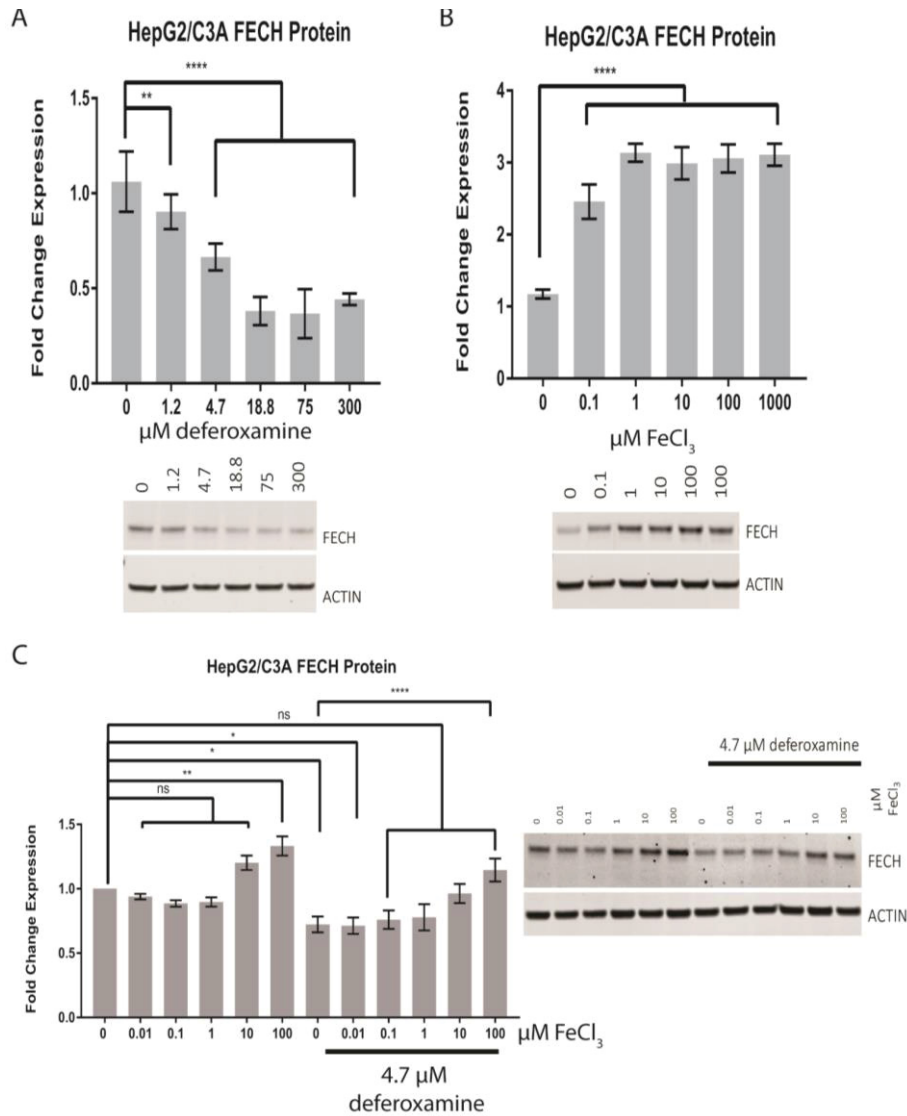 A
HepG2/C3A FECH Protein
****
**
Fold Change Expression
1.5
1.0
0.5
0.0
0 1.2 4.7 18.8 75 300
µM deferoxamine
0 1.2 4.7 18.8 75 300
FECH
ACTIN
B
HepG2/C3A FECH Protein
****
Fold Change Expression
4
3
2
1
0
0 0.1 1 10 100 1000
µM FeCl3
0 0.1 1 10 100 100
FECH
ACTIN
C
HepG2/C3A FECH Protein
****
ns
*
*
**
ns
Fold Change Expression
1.5
1.0
0.5
0.0
0 0.01 0.1 1 10 100 0 0.01 0.1 1 10 100 µM FeCl3
4.7 µM
deferoxamine
4.7 µM deferoxamine
0 0.01 0.1 1 10 100 0 0.01 0.1 1 10 100 µM FeCl3
FECH
ACTIN